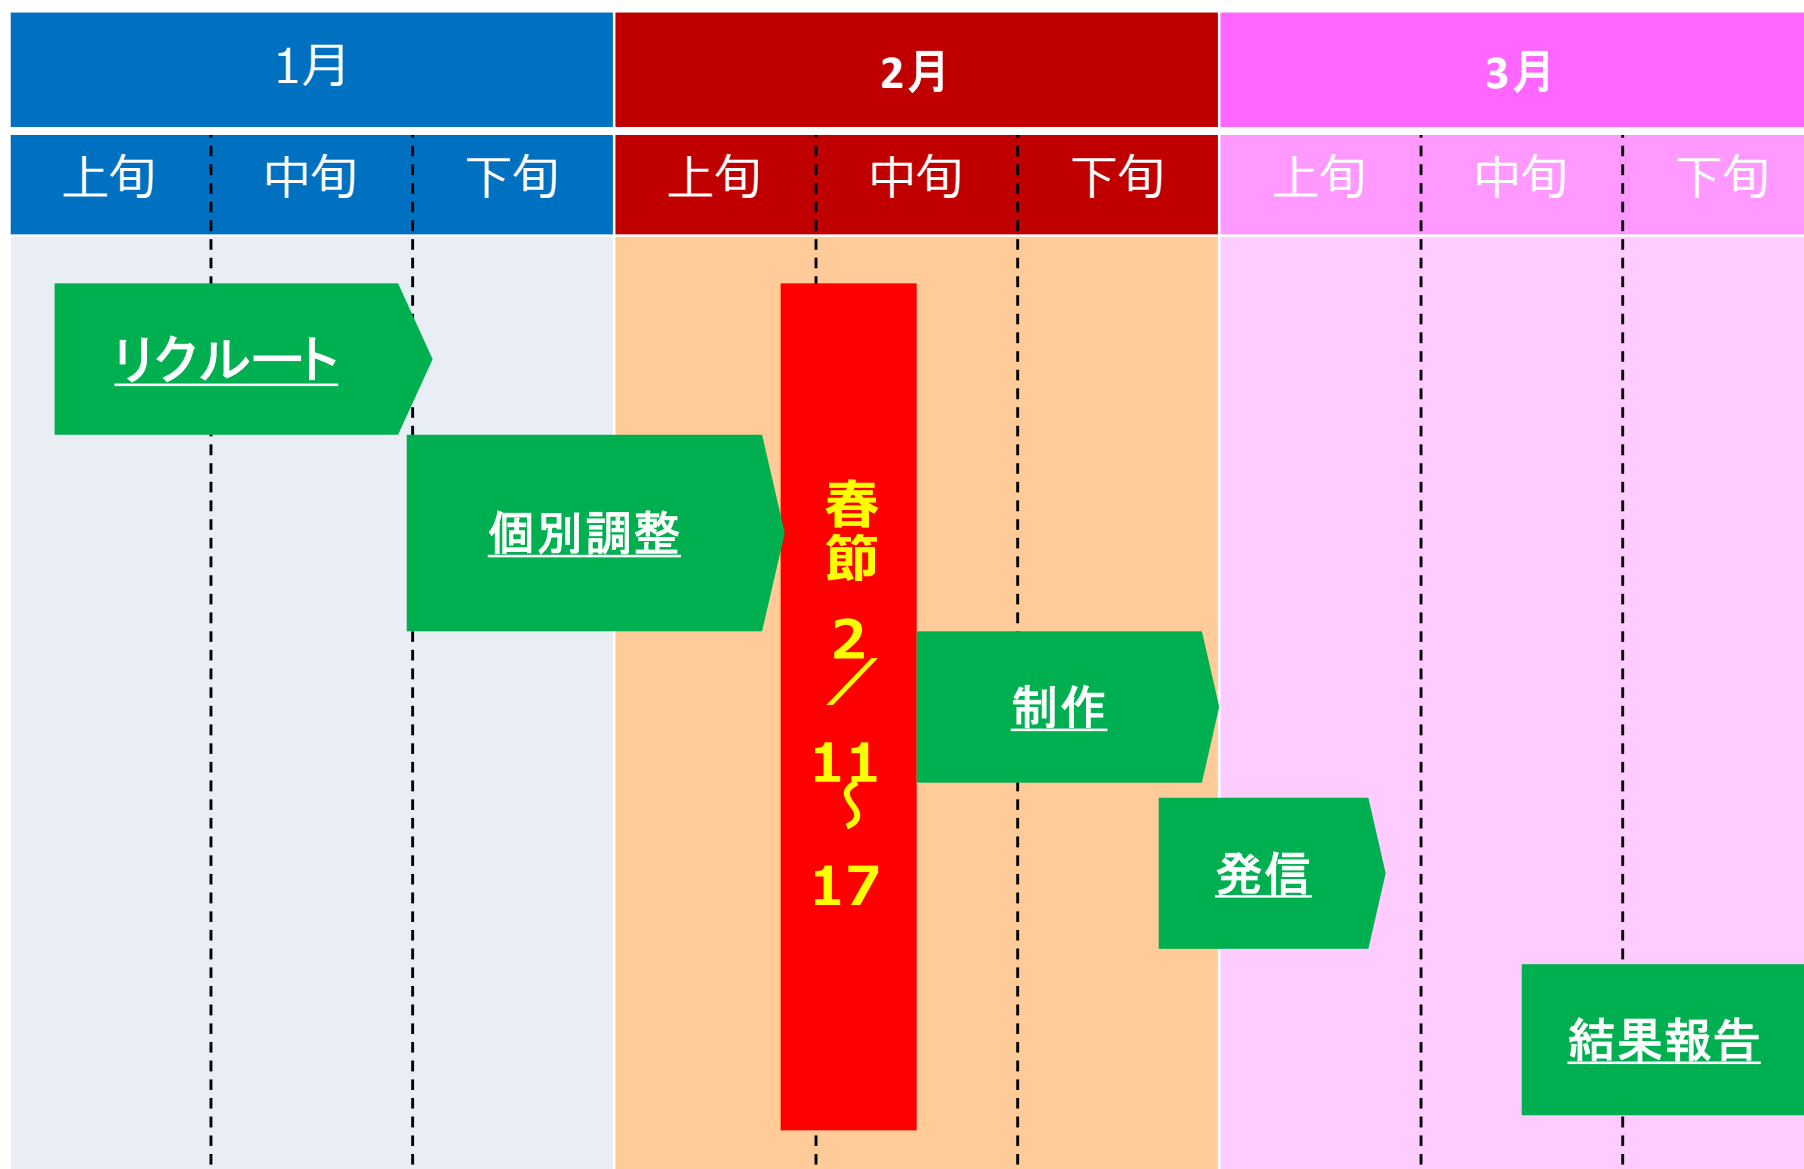 1月
2月
3月
上旬
中旬
下旬
上旬
中旬
下旬
上旬
中旬
下旬
リクルート
個別調整
春節 2／11～17
制作
発信
結果報告